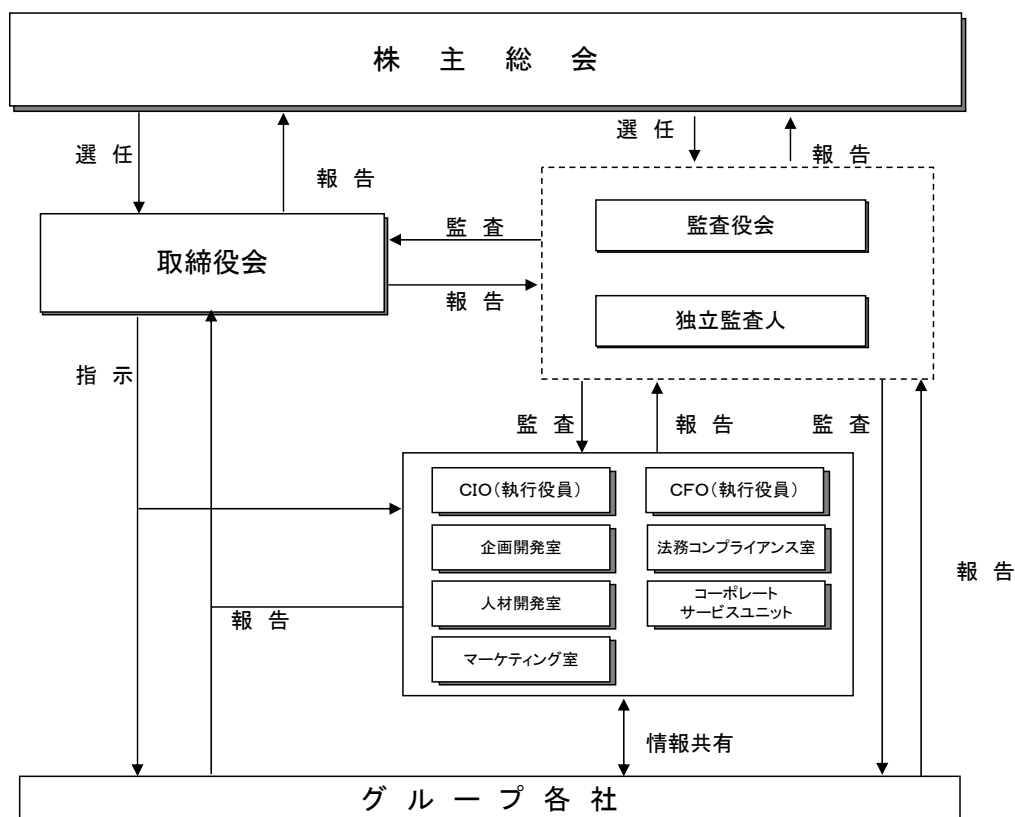 株 主 総 会
選 任
報 告
選 任
報 告
取締役会
監 査
報 告
監査役会
独立監査人
指 示
監 査
報 告
監 査
CIO(執行役員)
CFO(執行役員)
企画開発室
法務コンプライアンス室
人材開発室
コーポレート
サービスユニット
マーケティング室
報 告
報 告
情報共有
グ ル ー プ 各 社